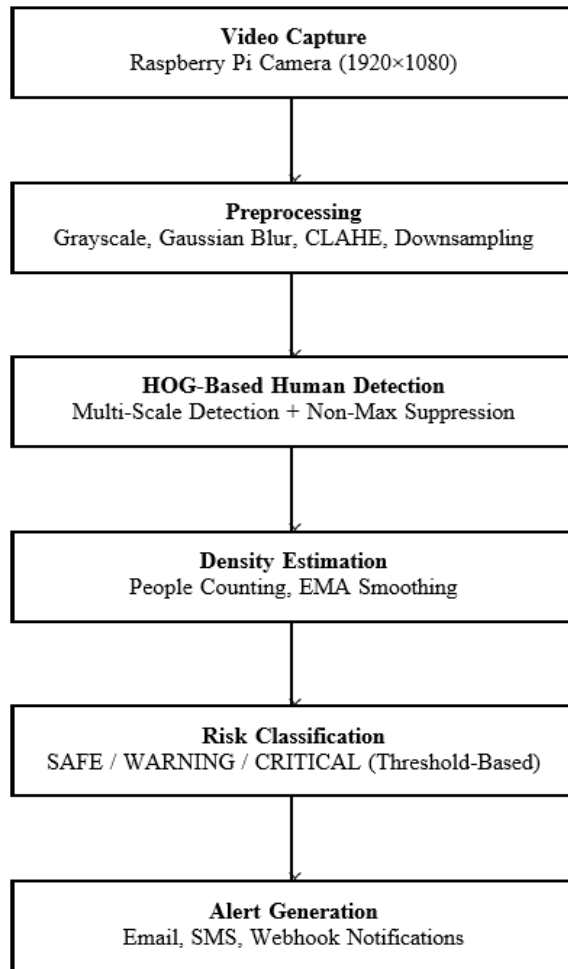 Video Capture
Raspberry Pi Camera (1920×1080)
Preprocessing
Grayscale, Gaussian Blur, CLAHE, Downsampling
HOG-Based Human Detection
Multi-Scale Detection + Non-Max Suppression
Density Estimation
People Counting, EMA Smoothing
Risk Classification
SAFE / WARNING / CRITICAL (Threshold-Based)
Alert Generation
Email, SMS, Webhook Notifications